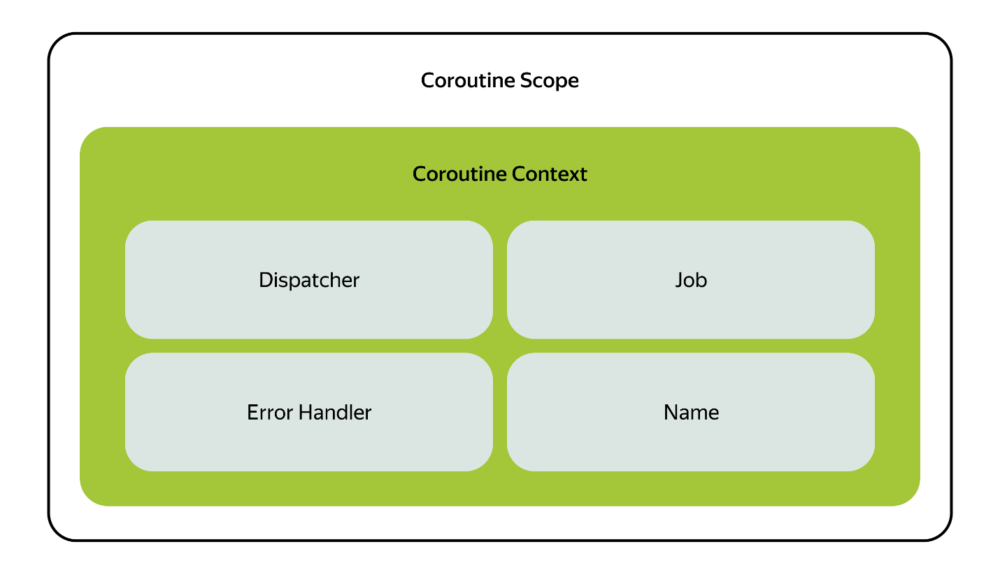 Coroutine Scope
Coroutine Context
Dispatcher
Job
Error Handler
Name